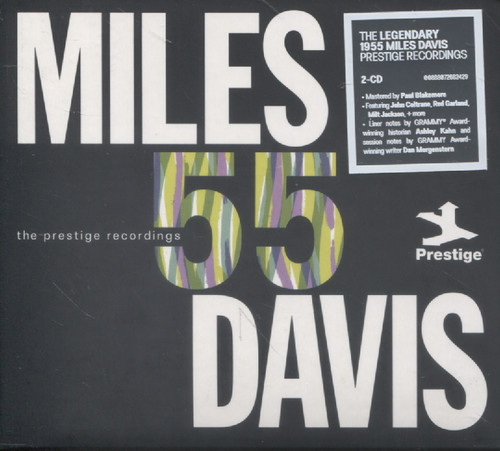 MILES
55
the prestige recordings
DAVIS
THE LEGENDARY
1955 MILES DAVIS
PRESTIGE RECORDINGS
2-CD
• Mastered by Paul Blakemore
• Featuring John Coltrane, Red Garland,
Milt Jackson, + more
• Liner notes by GRAMMY® Award-
winning historian Ashley Kahn and
session notes by GRAMMY Award-
winning writer Dan Morgenstern
Prestige